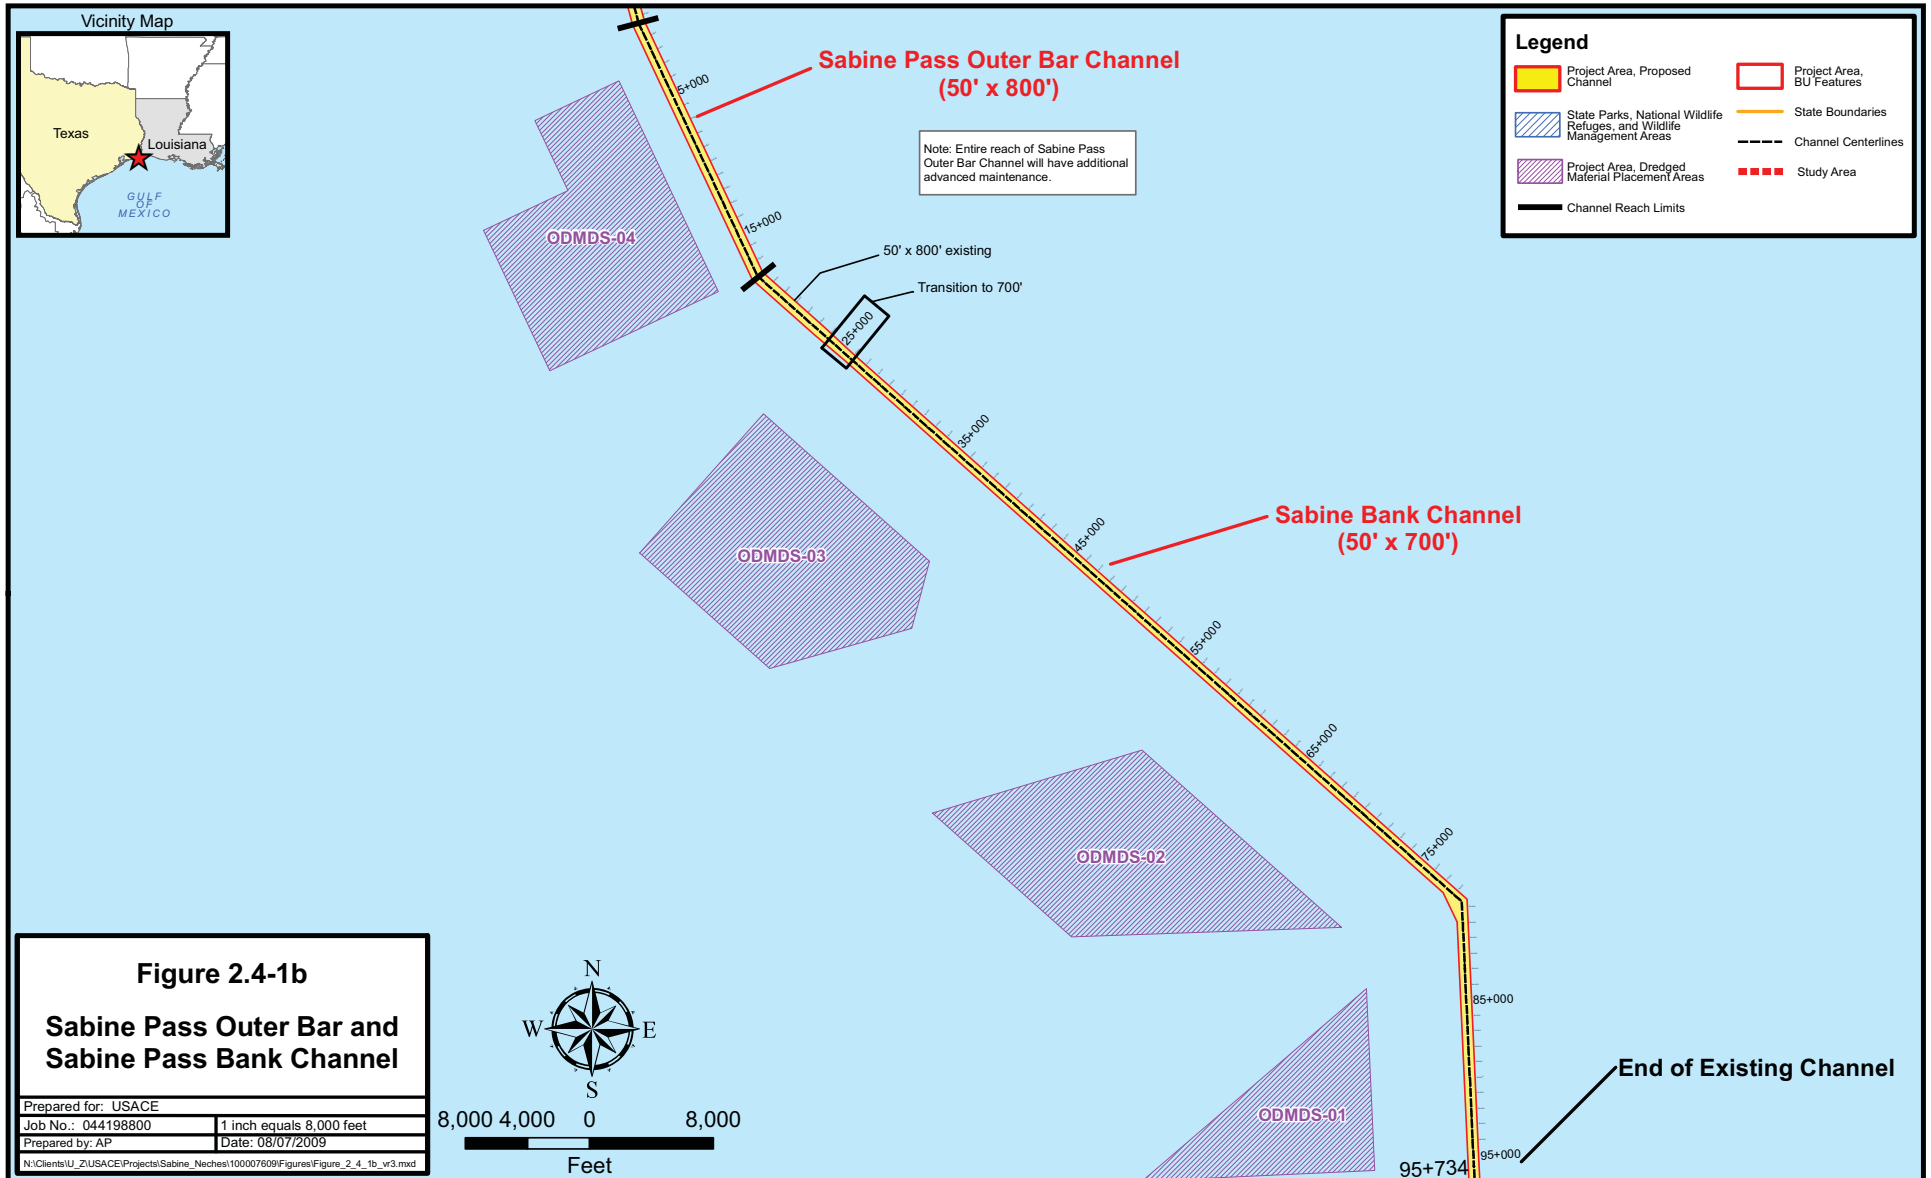 Vicinity Map
Texas
Louisiana
GULF
OF
MEXICO
Sabine Pass Outer Bar Channel
(50' x 800')
Note: Entire reach of Sabine Pass
Outer Bar Channel will have additional
advanced maintenance.
Legend
Project Area, Proposed
Channel
State Parks, National Wildlife
Refuges, and Wildlife
Management Areas
Project Area, Dredged
Material Placement Areas
Channel Reach Limits
Project Area,
BU Features
State Boundaries
Channel Centerlines
Study Area
5+000
15+000
50' x 800' existing
Transition to 700'
25+000
35+000
45+000
55+000
65+000
75+000
85+000
95+000
95+734
ODMDS-04
ODMDS-03
ODMDS-02
ODMDS-01
Sabine Bank Channel
(50' x 700')
End of Existing Channel
Figure 2.4-1b
Sabine Pass Outer Bar and
Sabine Pass Bank Channel
Prepared for: USACE
Job No.: 044198800
1 inch equals 8,000 feet
Prepared by: AP
Date: 08/07/2009
N:\Clients\U_Z\USACE\Projects\Sabine_Neches\100007609\Figures\Figure_2_4_1b_vr3.mxd
N
W
E
S
8,000 4,000 0 8,000
Feet